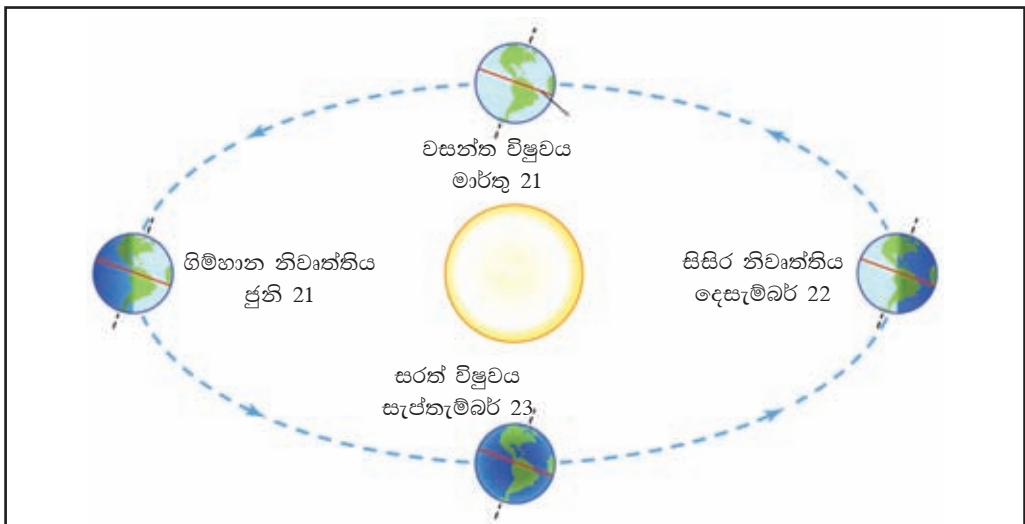 වසන්ත විෂුවය
මාර්තු 21
ගිම්හාන නිවෘත්තිය
ජුනි 21
සිසිර නිවෘත්තිය
දෙසැම්බර් 22
සරත් විෂුවය
සැප්තැම්බර් 23